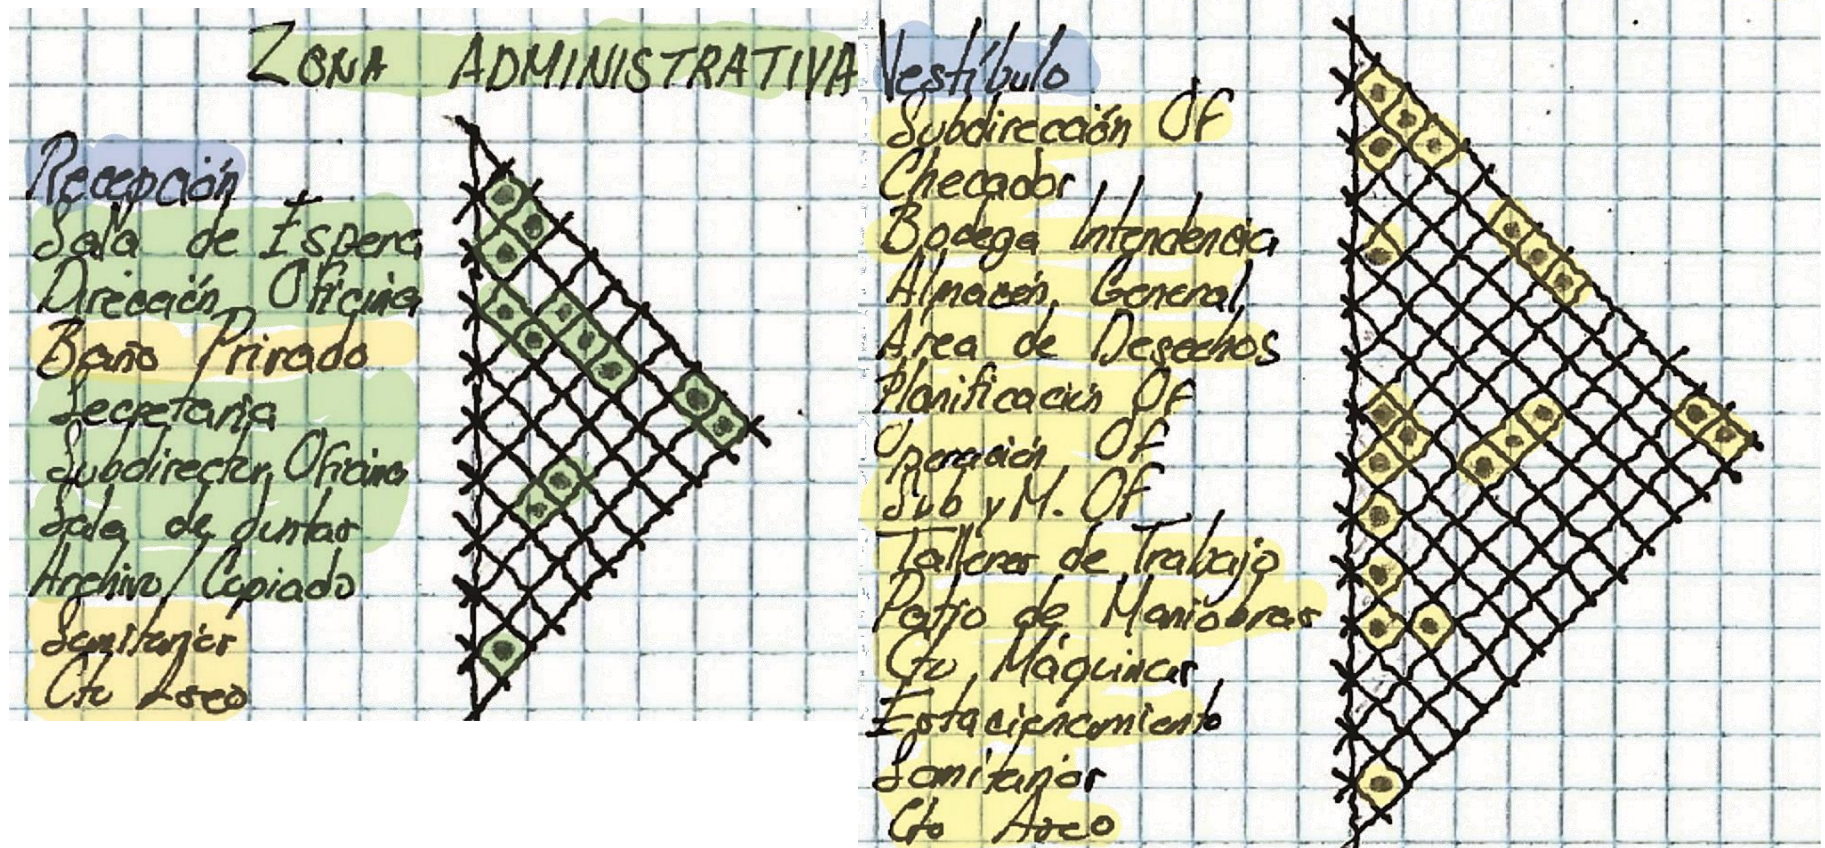 ZONA ADMINISTRATIVA
Recepción
Sala de Espera
Dirección Oficina
Baño Privado
Secretaria
Subdirector Oficina
Sala de Juntas
Archivo/Copiado
Sanitarios
Cto Aseo
Vestíbulo
Subdirección Of
Checador
Bodega Intendencia
Almacén General
Area de Desechos
Planificación Of
Operación Of
Sub y M. Of
Talleres de Trabajo
Patio de Maniobras
Cto Máquinas
Estacionamiento
Sanitarios
Cto Aseo